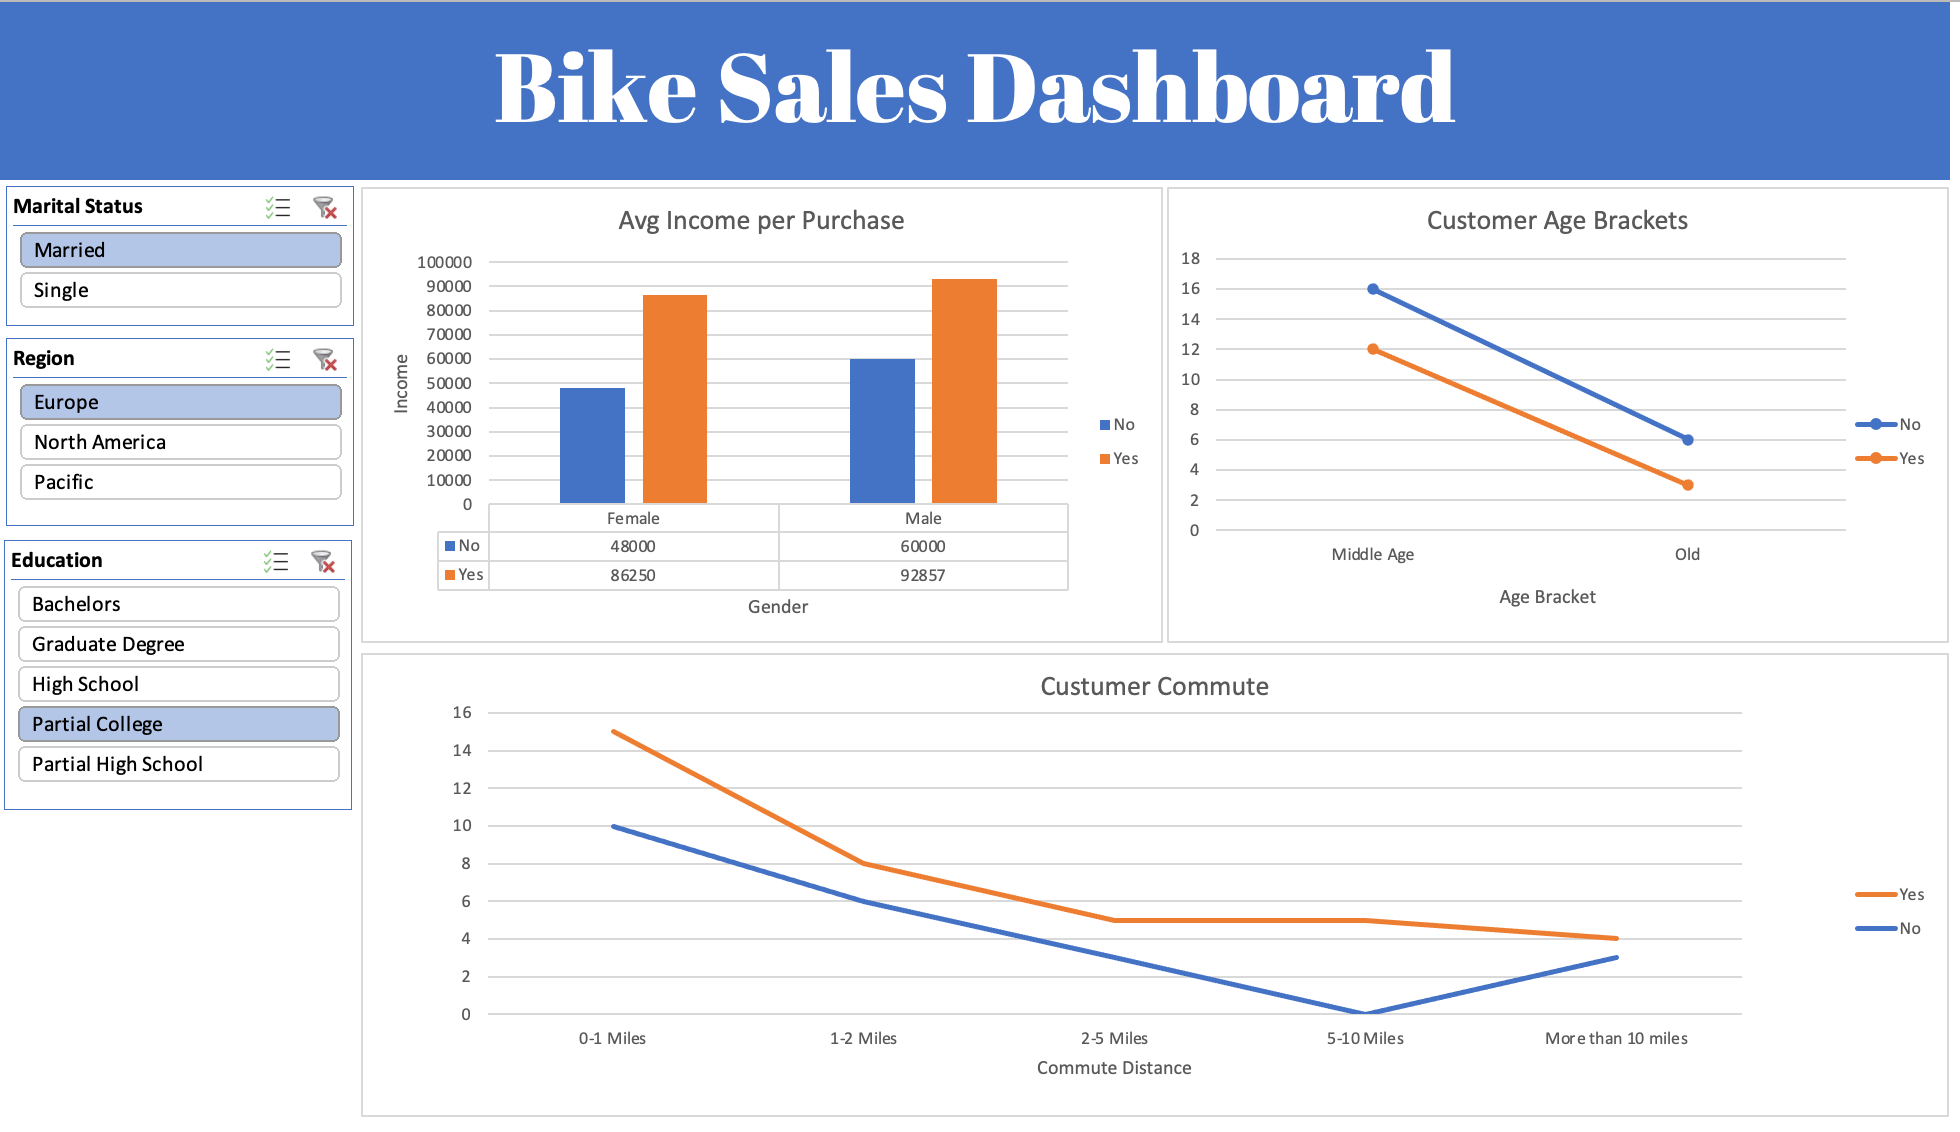 Bike Sales Dashboard
Marital Status
Married
Single
Region
Europe
North America
Pacific
Education
Bachelors
Graduate Degree
High School
Partial College
Partial High School
Avg Income per Purchase
Income
100000
90000
80000
70000
60000
50000
40000
30000
20000
10000
0
Female Male
No 48000 60000
Yes 86250 92857
Gender
No
Yes
Customer Age Brackets
18
16
14
12
10
8
6
4
2
0
Middle Age Old
Age Bracket
No
Yes
Custumer Commute
16
14
12
10
8
6
4
2
0
0-1 Miles 1-2 Miles 2-5 Miles 5-10 Miles More than 10 miles
Commute Distance
Yes
No